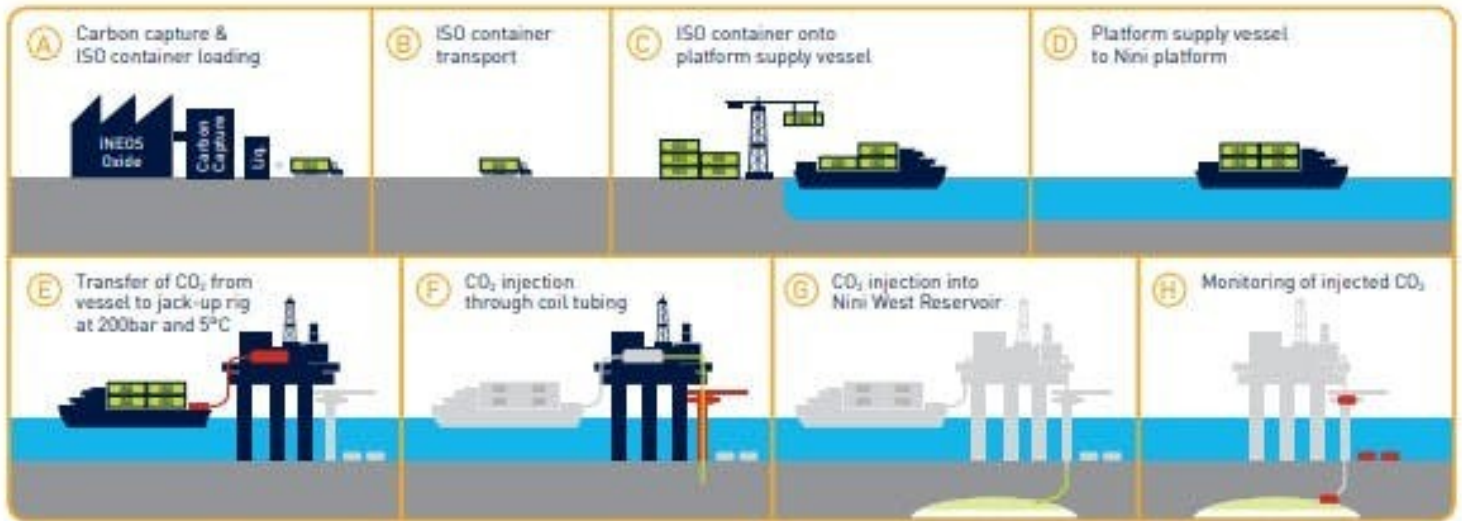 A
Carbon capture &
ISO container loading
B
ISO container
transport
C
ISO container onto
platform supply vessel
D
Platform supply vessel
to Nini platform
INEOS
Oxide
Carbon
Capture
Liq.
E
Transfer of CO₂ from
vessel to jack-up rig
at 200bar and 5°C
F
CO₂ injection
through coil tubing
G
CO₂ injection into
Nini West Reservoir
H
Monitoring of injected CO₂